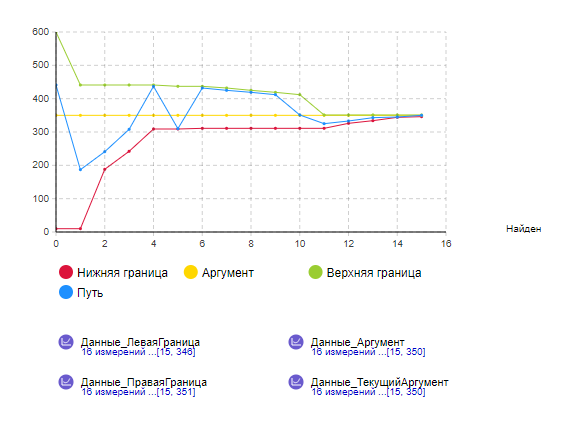 600
500
400
300
200
100
0
0 2 4 6 8 10 12 14 16
Найден
Нижняя граница Аргумент Верхняя граница
Путь
Данные_ЛеваяГраница Данные_Аргумент
16 измерений ...[15, 346] 16 измерений ...[15, 350]
Данные_ПраваяГраница Данные_ТекущийАргумент
16 измерений ...[15, 351] 16 измерений ...[15, 350]